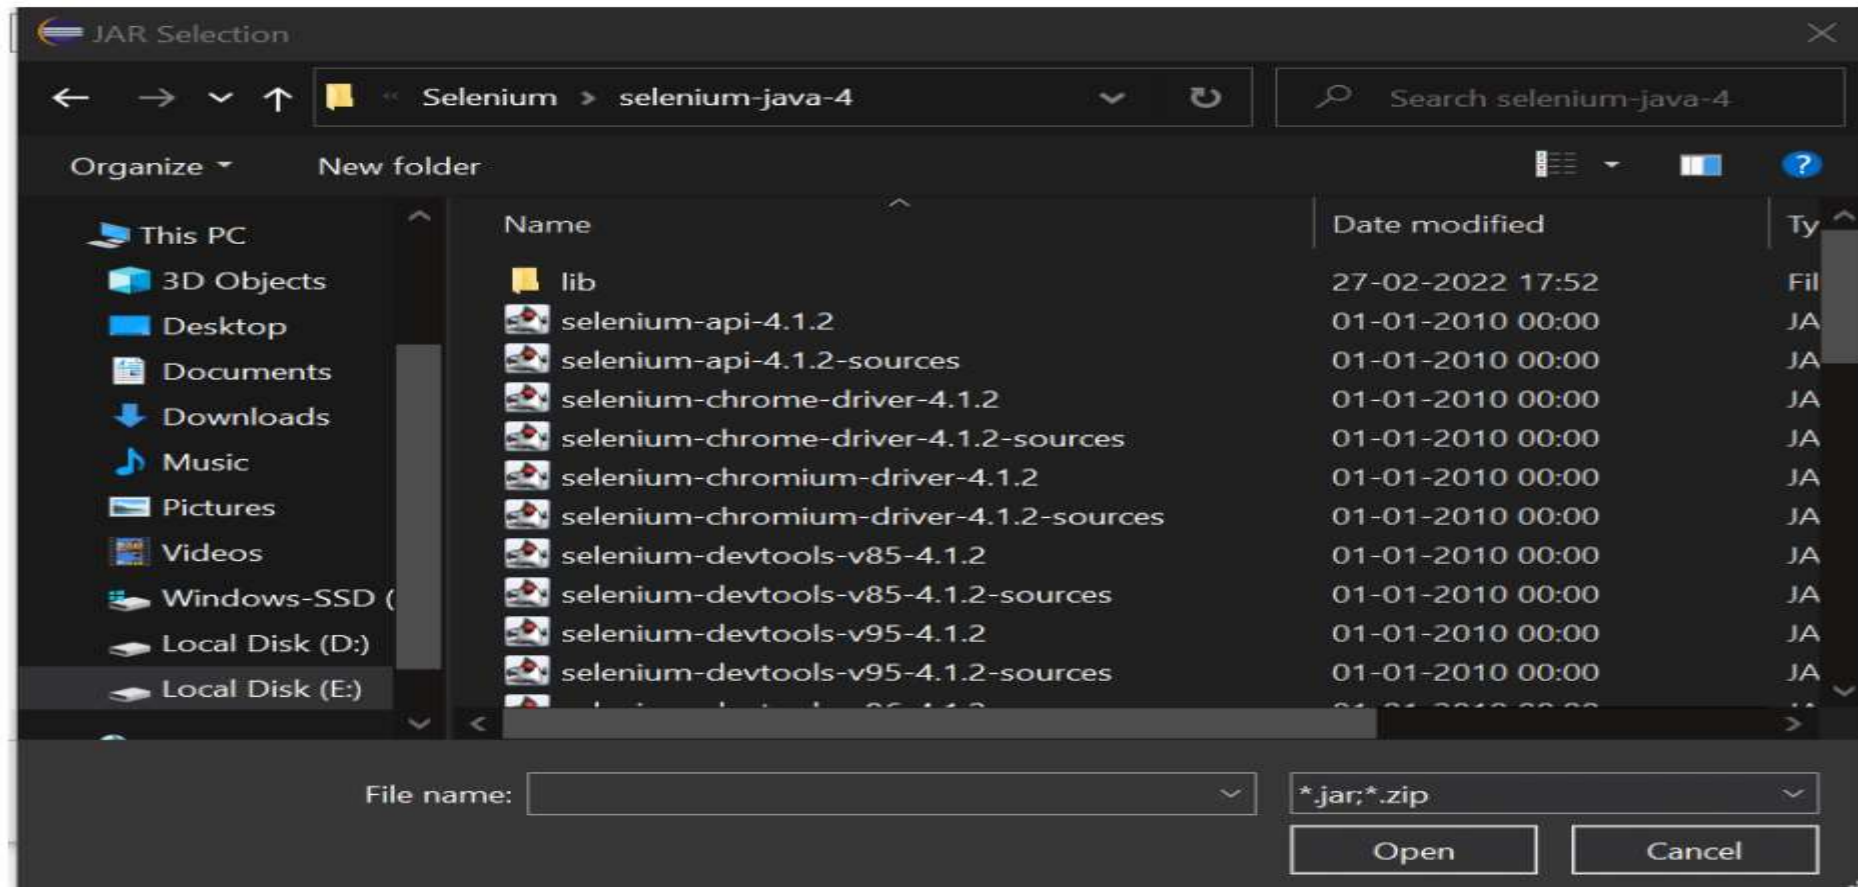 JAR Selection
Selenium > selenium-java-4
Search selenium-java-4
Organize
New folder
Name
Date modified
Ty
This PC
3D Objects
Desktop
Documents
Downloads
Music
Pictures
Videos
Windows-SSD (
Local Disk (D:)
Local Disk (E:)
lib 27-02-2022 17:52 Fil
selenium-api-4.1.2 01-01-2010 00:00 JA
selenium-api-4.1.2-sources 01-01-2010 00:00 JA
selenium-chrome-driver-4.1.2 01-01-2010 00:00 JA
selenium-chrome-driver-4.1.2-sources 01-01-2010 00:00 JA
selenium-chromium-driver-4.1.2 01-01-2010 00:00 JA
selenium-chromium-driver-4.1.2-sources 01-01-2010 00:00 JA
selenium-devtools-v85-4.1.2 01-01-2010 00:00 JA
selenium-devtools-v85-4.1.2-sources 01-01-2010 00:00 JA
selenium-devtools-v95-4.1.2 01-01-2010 00:00 JA
selenium-devtools-v95-4.1.2-sources 01-01-2010 00:00 JA
File name:
*.jar;*.zip
Open
Cancel